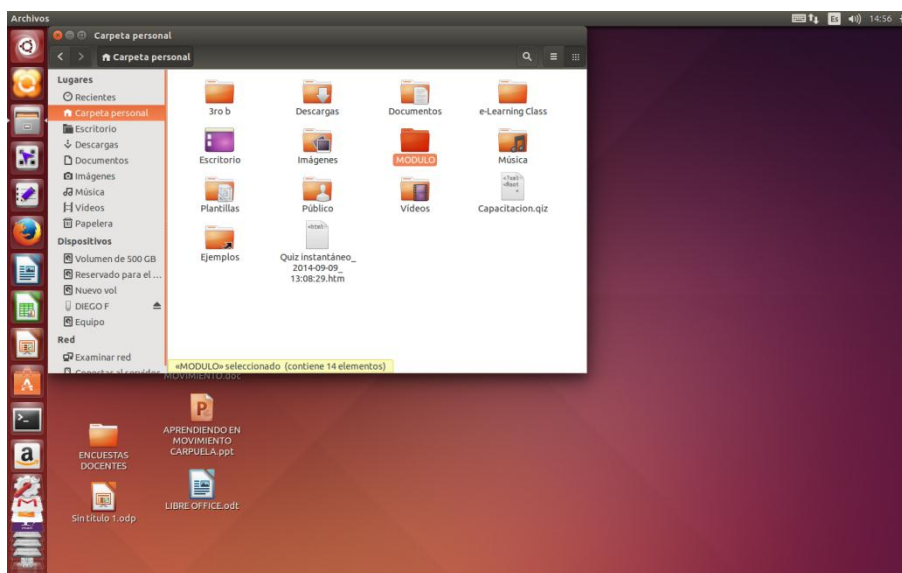 Archivos
Es
14:56
Carpeta personal
Carpeta personal
Lugares
Recientes
Carpeta personal
Escritorio
Descargas
Documentos
Imágenes
Música
Vídeos
Papelera
Dispositivos
Volumen de 500 GB
Reservado para el ...
Nuevo vol
DIEGO F
Equipo
Red
Examinar red
Conectar al servidor
3ro b
Descargas
Documentos
e-Learning Class
Escritorio
Imágenes
MODULO
Música
Plantillas
Público
Vídeos
Capacitacion.qiz
Ejemplos
Quiz instantáneo_
2014-09-09_
13:08:29.htm
«MODULO» seleccionado (contiene 14 elementos)
MOVIMIENTO.doc
APRENDIENDO EN
MOVIMIENTO
CARPUELA.ppt
ENCUESTAS
DOCENTES
LIBRE OFFICE.odt
Sin título 1.odp